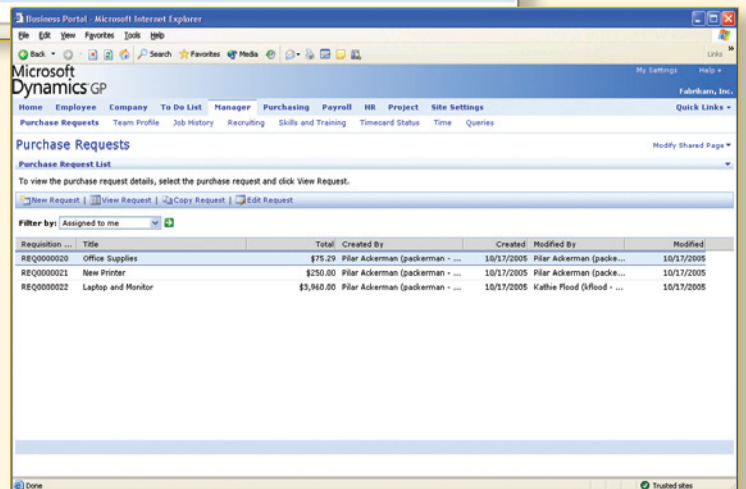 Business Portal - Microsoft Internet Explorer
File Edit View Favorites Tools Help
Back Search Favorites Media Links »
Microsoft
Dynamics GP
My Settings Help
Fabrikam, Inc.
Home Employee Company To Do List Manager Purchasing Payroll HR Project Site Settings Quick Links
Purchase Requests Team Profile Job History Recruiting Skills and Training Timecard Status Time Queries
Purchase Requests Modify Shared Page
Purchase Request List
To view the purchase request details, select the purchase request and click View Request.
New Request | View Request | Copy Request | Edit Request
Filter by: Assigned to me
Requisition ... Title Total Created By Created Modified By Modified
REQ0000020 Office Supplies $75.29 Pilar Ackerman (packerman - ... 10/17/2005 Pilar Ackerman (packe... 10/17/2005
REQ0000021 New Printer $250.00 Pilar Ackerman (packerman - ... 10/17/2005 Pilar Ackerman (packe... 10/17/2005
REQ0000022 Laptop and Monitor $3,960.00 Pilar Ackerman (packerman - ... 10/17/2005 Kathie Flood (kflood - ... 10/17/2005
Done Trusted sites